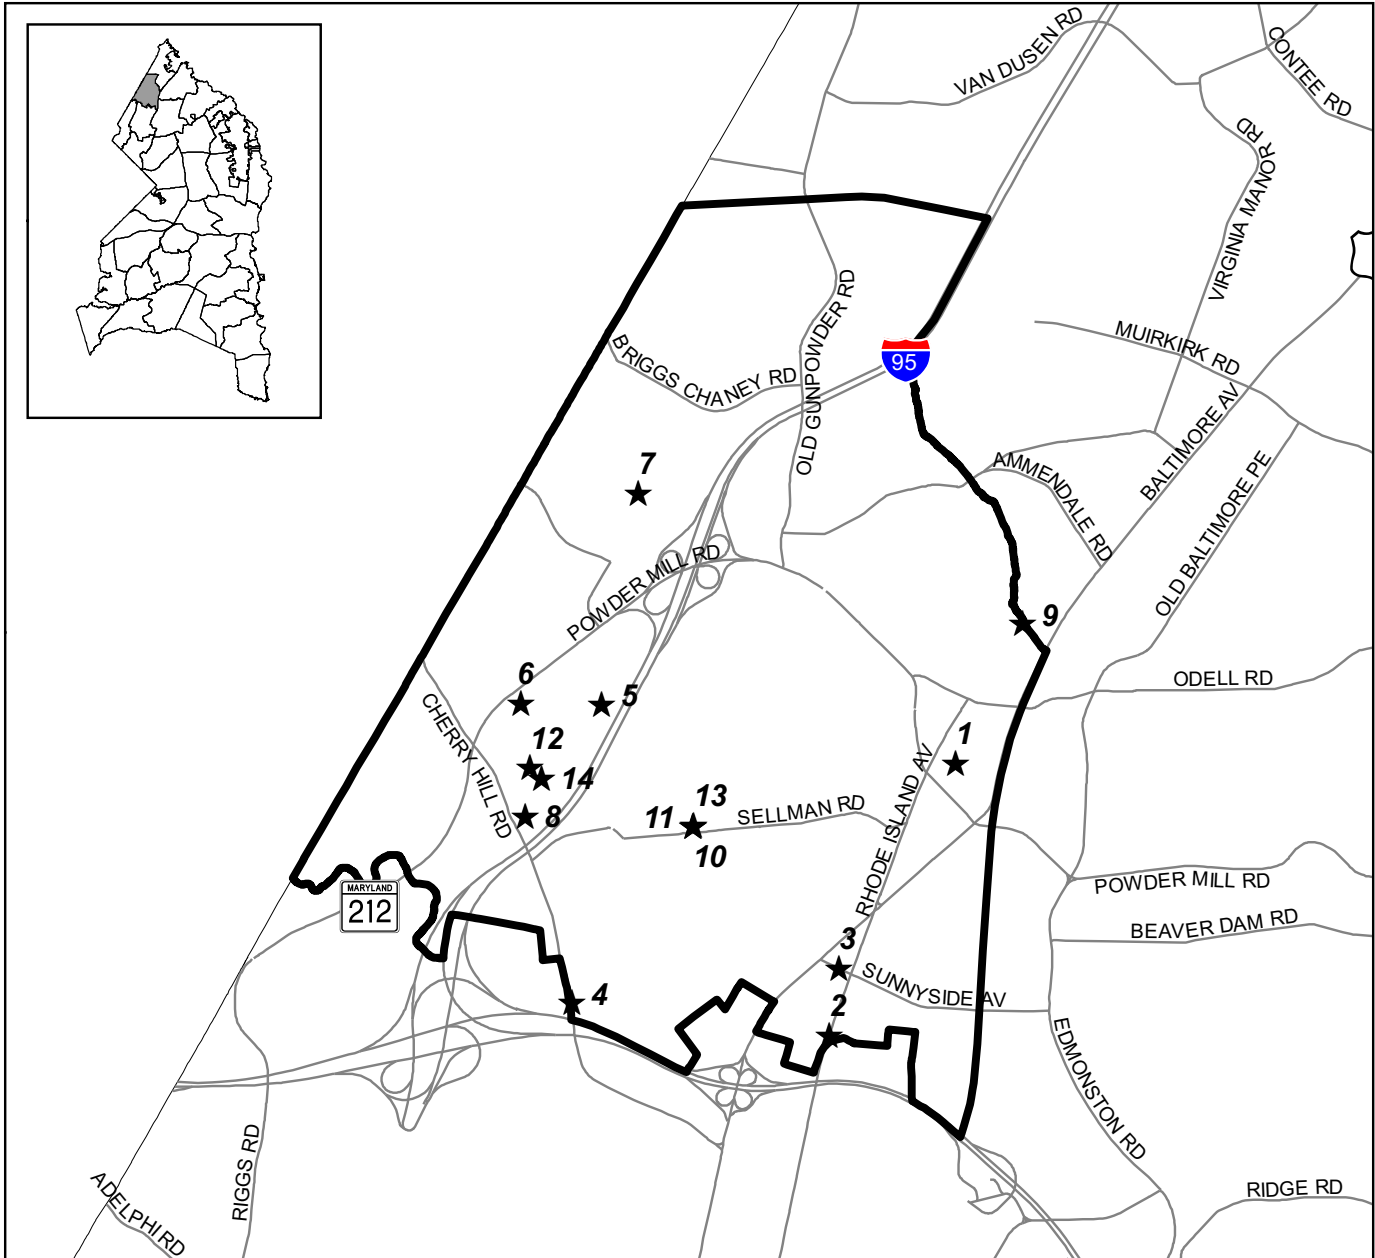 VAN DUSEN RD
CONTEE RD
VIRGINIA MANOR RD
OLD GUNPOWDER RD
MUIRKIRK RD
BRIGGS CHANEY RD
95
BALTIMORE AV
7
AMMENDALE RD
OLD BALTIMORE PE
POWDER MILL RD
9
6
5
ODELL RD
CHERRY HILL RD
12
14
1
RHODE ISLAND AV
13
11
SELLMAN RD
8
10
MARYLAND
212
POWDER MILL RD
BEAVER DAM RD
3
SUNNYSIDE AV
4
2
EDMONSTON RD
RIGGS RD
ADELPHI RD
RIDGE RD